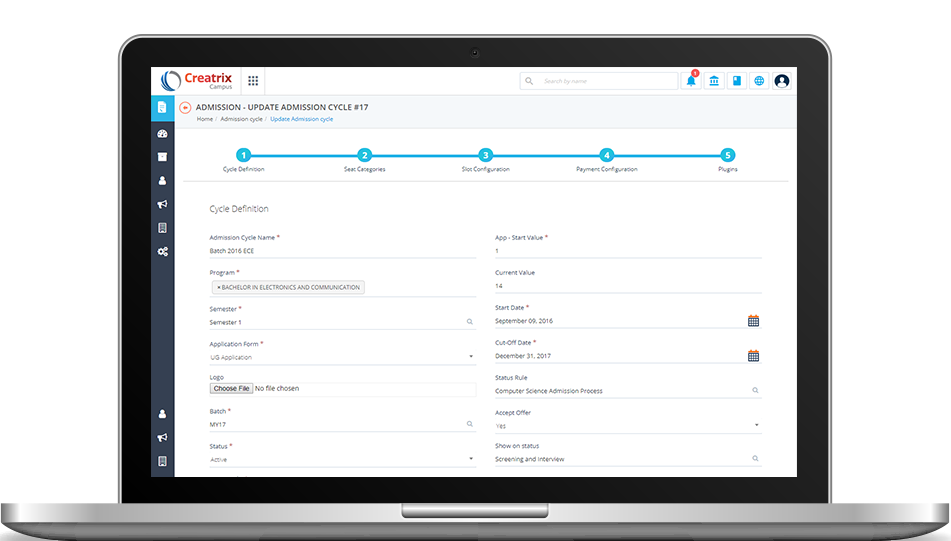 Creatrix
Campus
Search by name
1
ADMISSION - UPDATE ADMISSION CYCLE #17
Home / Admission cycle / Update Admission cycle
1 2 3 4 5
Cycle Definition Seat Categories Slot Configuration Payment Configuration Plugins
Cycle Definition
Admission Cycle Name *
Batch 2016 ECE
App - Start Value *
1
Program *
× BACHELOR IN ELECTRONICS AND COMMUNICATION
Current Value
14
Semester *
Semester 1
Start Date *
September 09, 2016
Application Form *
UG Application
Cut-Off Date *
December 31, 2017
Logo
Choose File No file chosen
Status Rule
Computer Science Admission Process
Batch *
MY17
Accept Offer
Yes
Status *
Active
Show on status
Screening and Interview